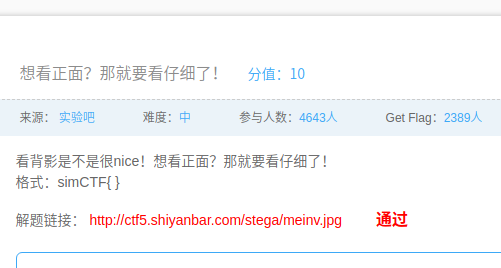 想看正面？那就要看仔细了！ 分值：10
来源： 实验吧 难度：中 参与人数：4643人 Get Flag：2389人
看背影是不是很nice！想看正面？那就要看仔细了！
格式：simCTF{ }
解题链接： http://ctf5.shiyanbar.com/stega/meinv.jpg 通过